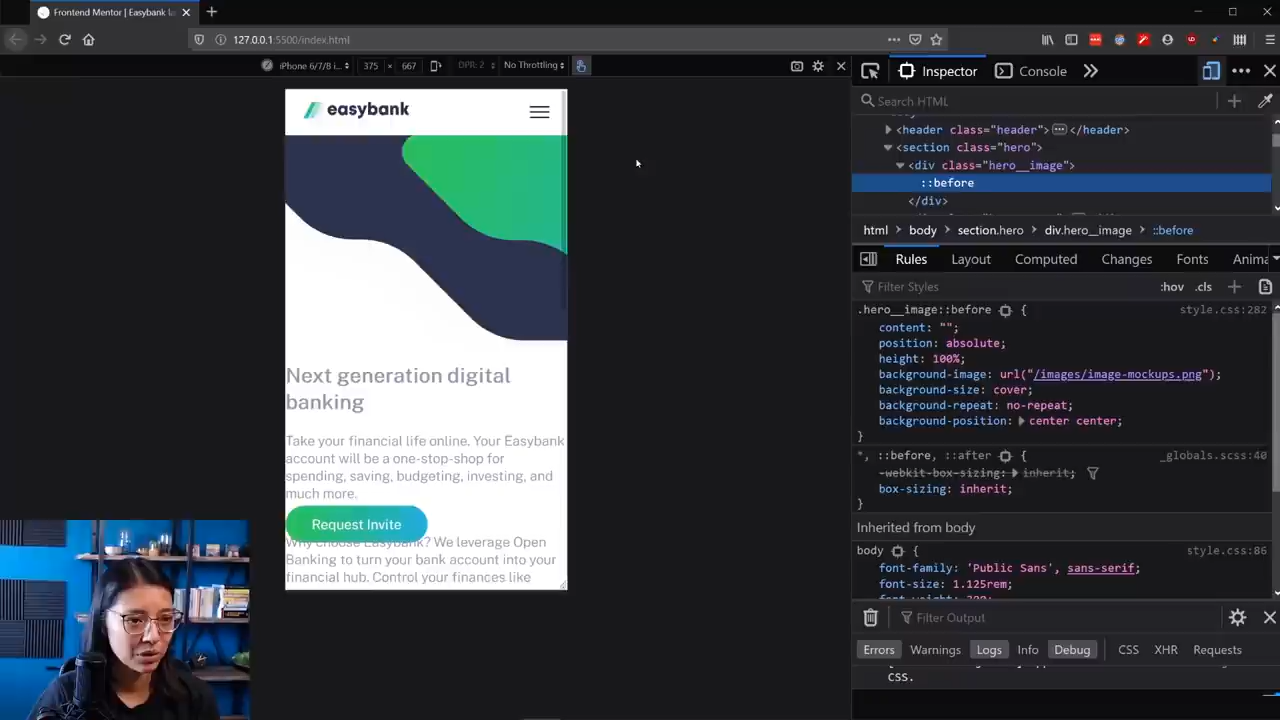 Frontend Mentor | Easybank la
127.0.0.1:5500/index.html
iPhone 6/7/8 i... 375 × 667 DPR: 2 No Throttling
Inspector Console
Search HTML
<header class="header"> </header>
<section class="hero">
<div class="hero__image">
::before
</div>
html body section.hero div.hero__image ::before
Rules Layout Computed Changes Fonts Anima
Filter Styles :hov .cls
.hero__image::before { style.css:282
content: "";
position: absolute;
height: 100%;
background-image: url("/images/image-mockups.png");
background-size: cover;
background-repeat: no-repeat;
background-position: center center;
}
*, ::before, ::after { _globals.scss:40
-webkit-box-sizing: inherit;
box-sizing: inherit;
}
Inherited from body
body { style.css:86
font-family: 'Public Sans', sans-serif;
font-size: 1.125rem;
Filter Output
Errors Warnings Logs Info Debug CSS XHR Requests
CSS.
easybank
Next generation digital
banking
Take your financial life online. Your Easybank
account will be a one-stop-shop for
spending, saving, budgeting, investing, and
much more.
Request Invite
Why choose Easybank? We leverage Open
Banking to turn your bank account into your
financial hub. Control your finances like